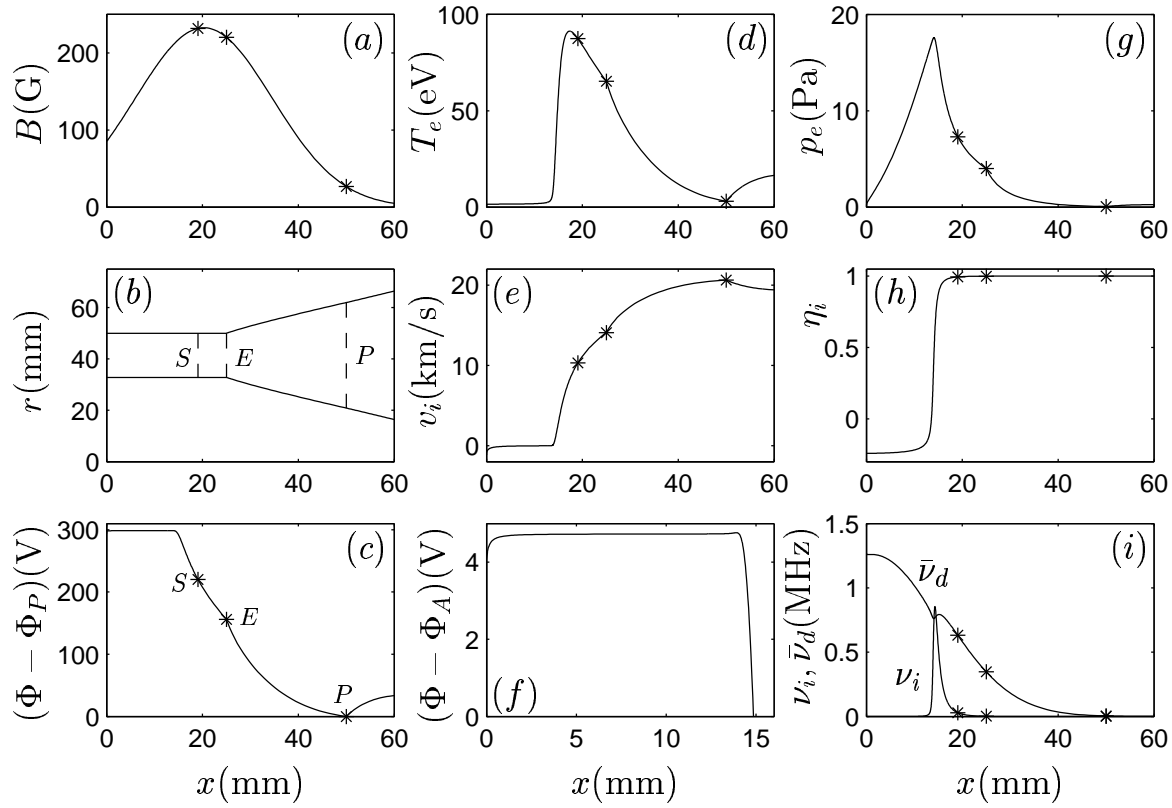 200
100
0
B(G)
(a)
0 20 40 60
100
50
0
T_e(eV)
(d)
0 20 40 60
20
10
0
p_e(Pa)
(g)
0 20 40 60
60
40
20
0
r(mm)
(b)
S
E
P
0 20 40 60
20
10
0
v_i(km/s)
(e)
0 20 40 60
1
0.5
0
η_i
(h)
0 20 40 60
300
200
100
0
(Φ − Φ_P)(V)
(c)
S
E
P
0 20 40 60
x(mm)
4
2
0
(Φ − Φ_A)(V)
(f)
0 5 10 15
x(mm)
1.5
1
0.5
0
ν_i, ν̄_d(MHz)
(i)
ν̄_d
ν_i
0 20 40 60
x(mm)